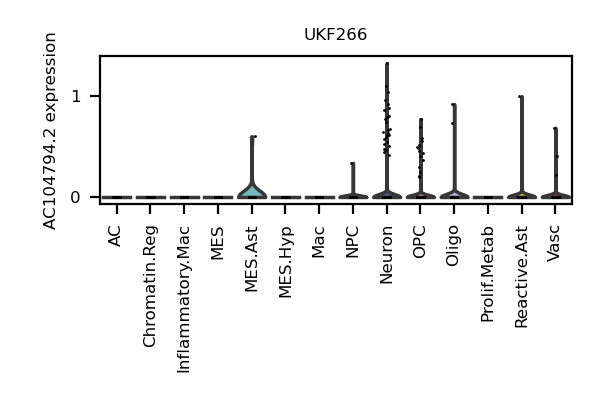 UKF266
AC104794.2 expression
1
0
AC
Chromatin.Reg
Inflammatory.Mac
MES
MES.Ast
MES.Hyp
Mac
NPC
Neuron
OPC
Oligo
Prolif.Metab
Reactive.Ast
Vasc